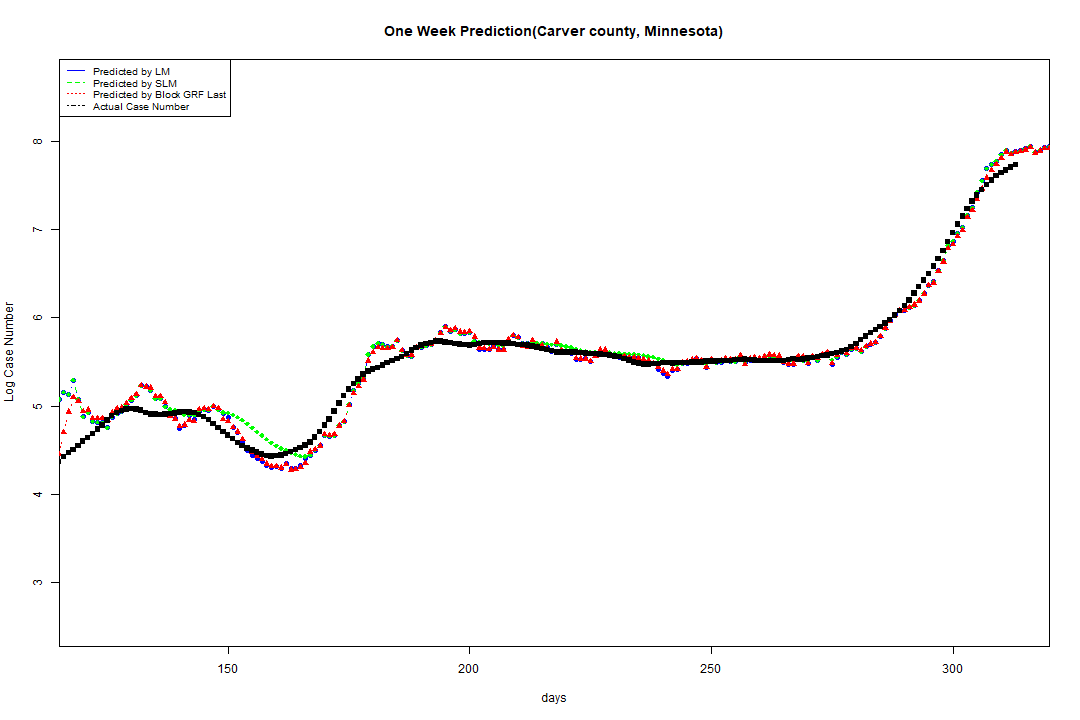 One Week Prediction(Carver county, Minnesota)
Predicted by LM
Predicted by SLM
Predicted by Block GRF Last
Actual Case Number
8
7
6
5
4
3
Log Case Number
150 200 250 300
days